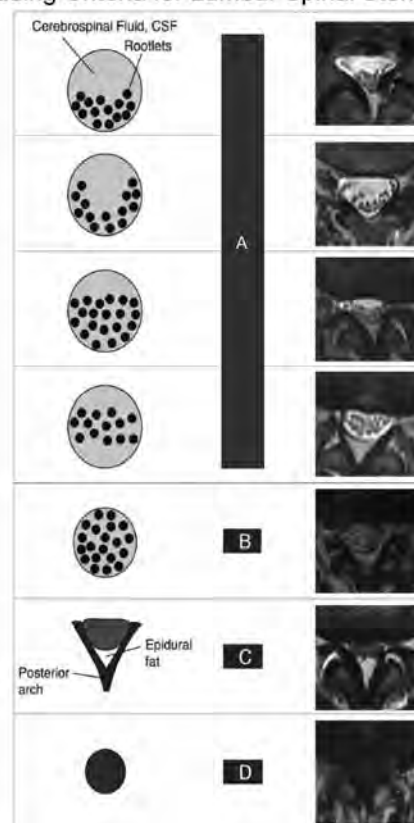 Cerebrospinal Fluid, CSF
Rootlets
A
B
Epidural
fat
C
Posterior
arch
D